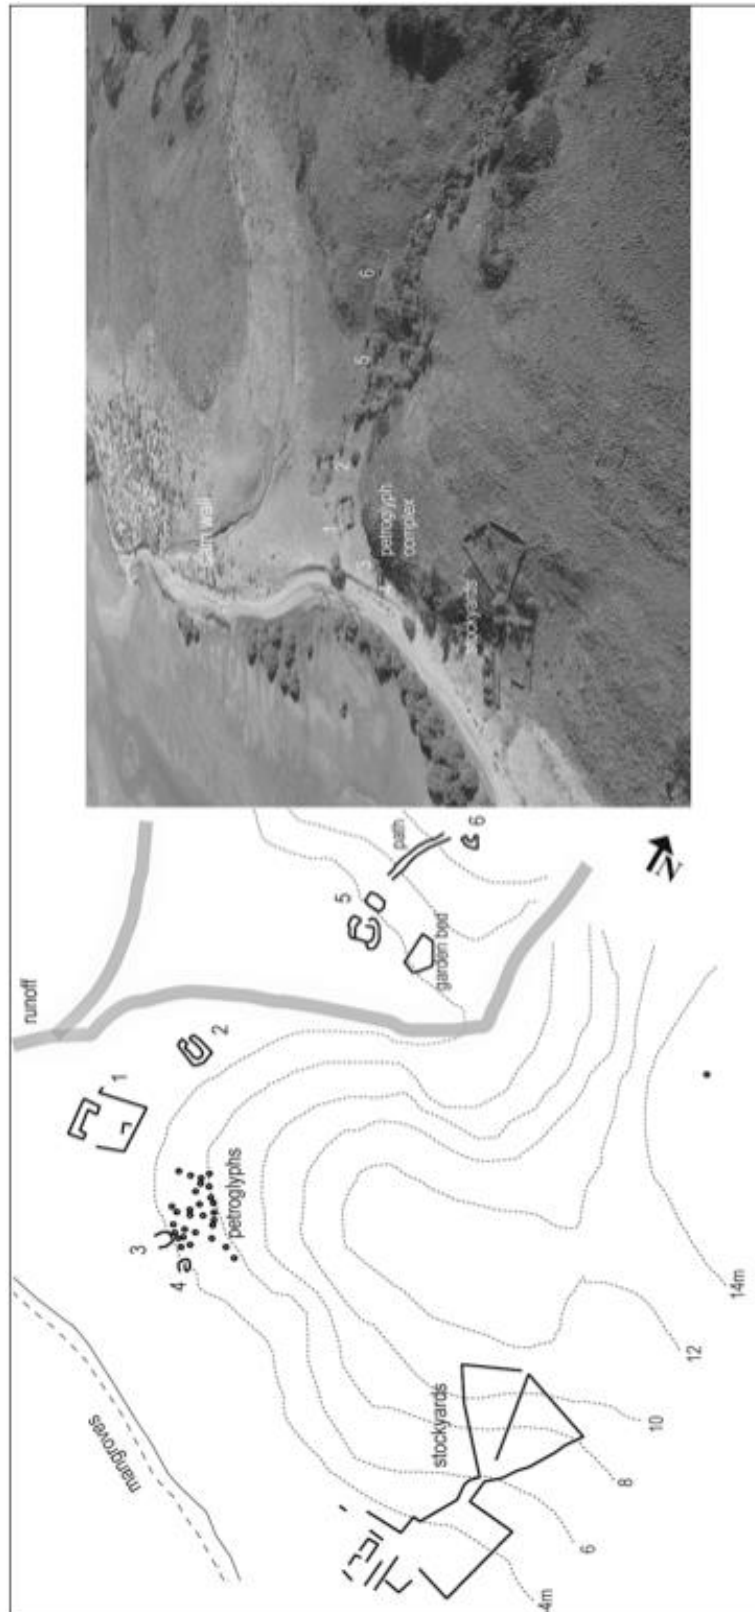 mangroves
runoff
1
2
3
4
petroglyphs
5
path
6
garden bed
stockyards
4m
6
8
10
12
14m
N
wall
1
2
3
4
5
6
petroglyph
complex
stockyards